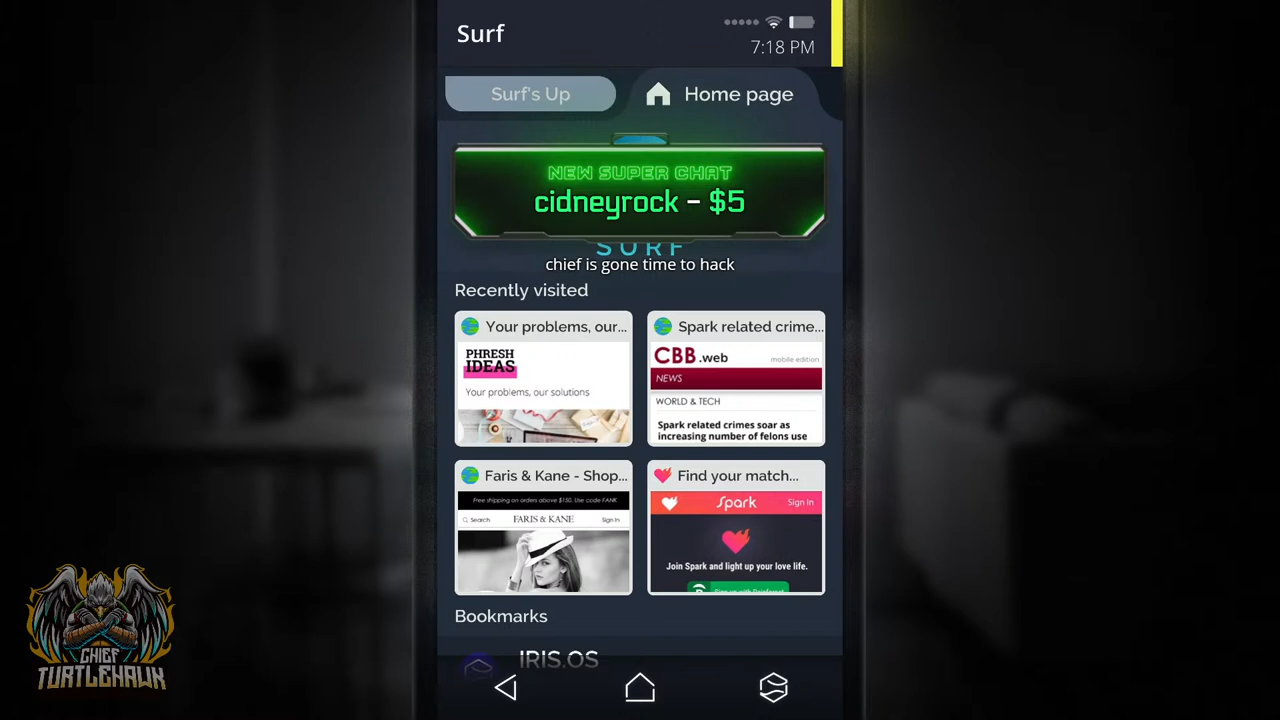 Surf
7:18 PM
Surf's Up
Home page
NEW SUPER CHAT
cidneyrock - $5
SURF
chief is gone time to hack
Recently visited
Your problems, our...
PHRESH
IDEAS
Your problems, our solutions
Spark related crime...
CBB.web
mobile edition
NEWS
WORLD & TECH
Spark related crimes soar as
increasing number of felons use
Faris & Kane - Shop...
Free shipping on orders above $150. Use code FANK
Search
FARIS & KANE
Sign In
Find your match...
Spark
Sign In
Join Spark and light up your love life.
Bookmarks
IRIS.OS
CHIEF
TURTLEHAWK